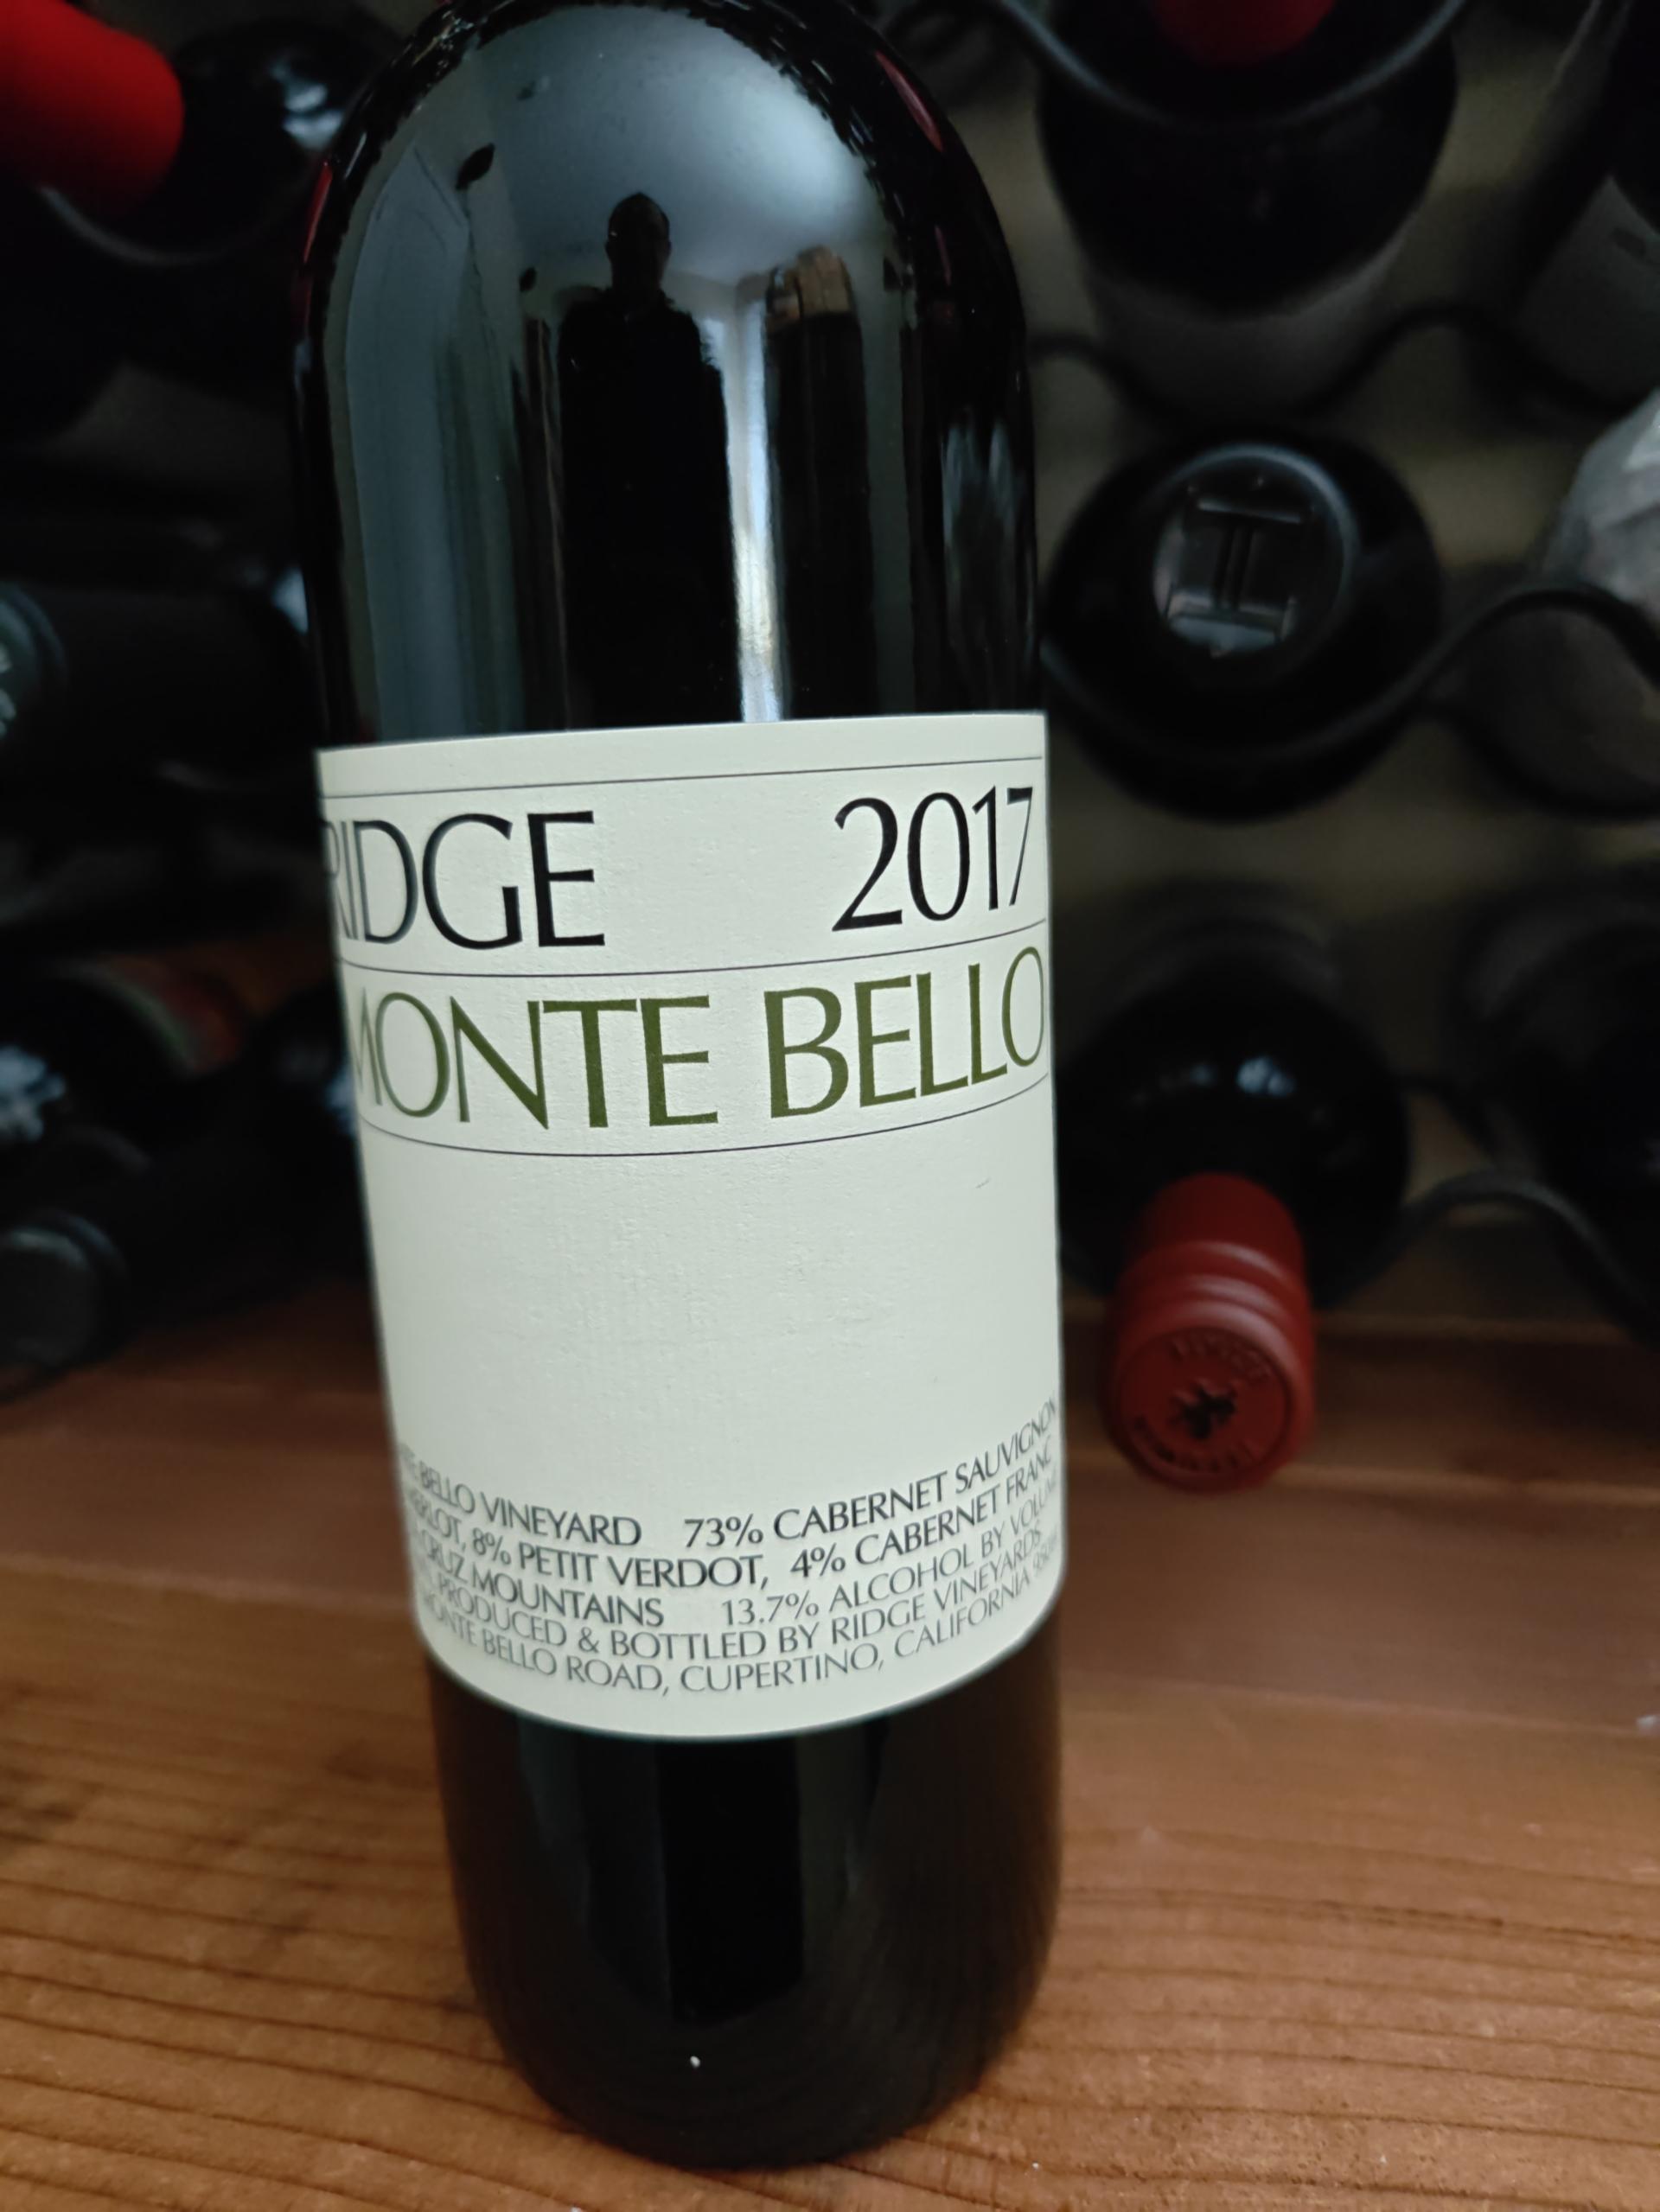 RIDGE 2017
MONTE BELLO
BELLO VINEYARD 73% CABERNET SAUVIGNON
8% PETIT VERDOT, 4% CABERNET FRANC
CRUZ MOUNTAINS 13.7% ALCOHOL BY VOLUME
PRODUCED & BOTTLED BY RIDGE VINEYARDS
MONTE BELLO ROAD, CUPERTINO, CALIFORNIA